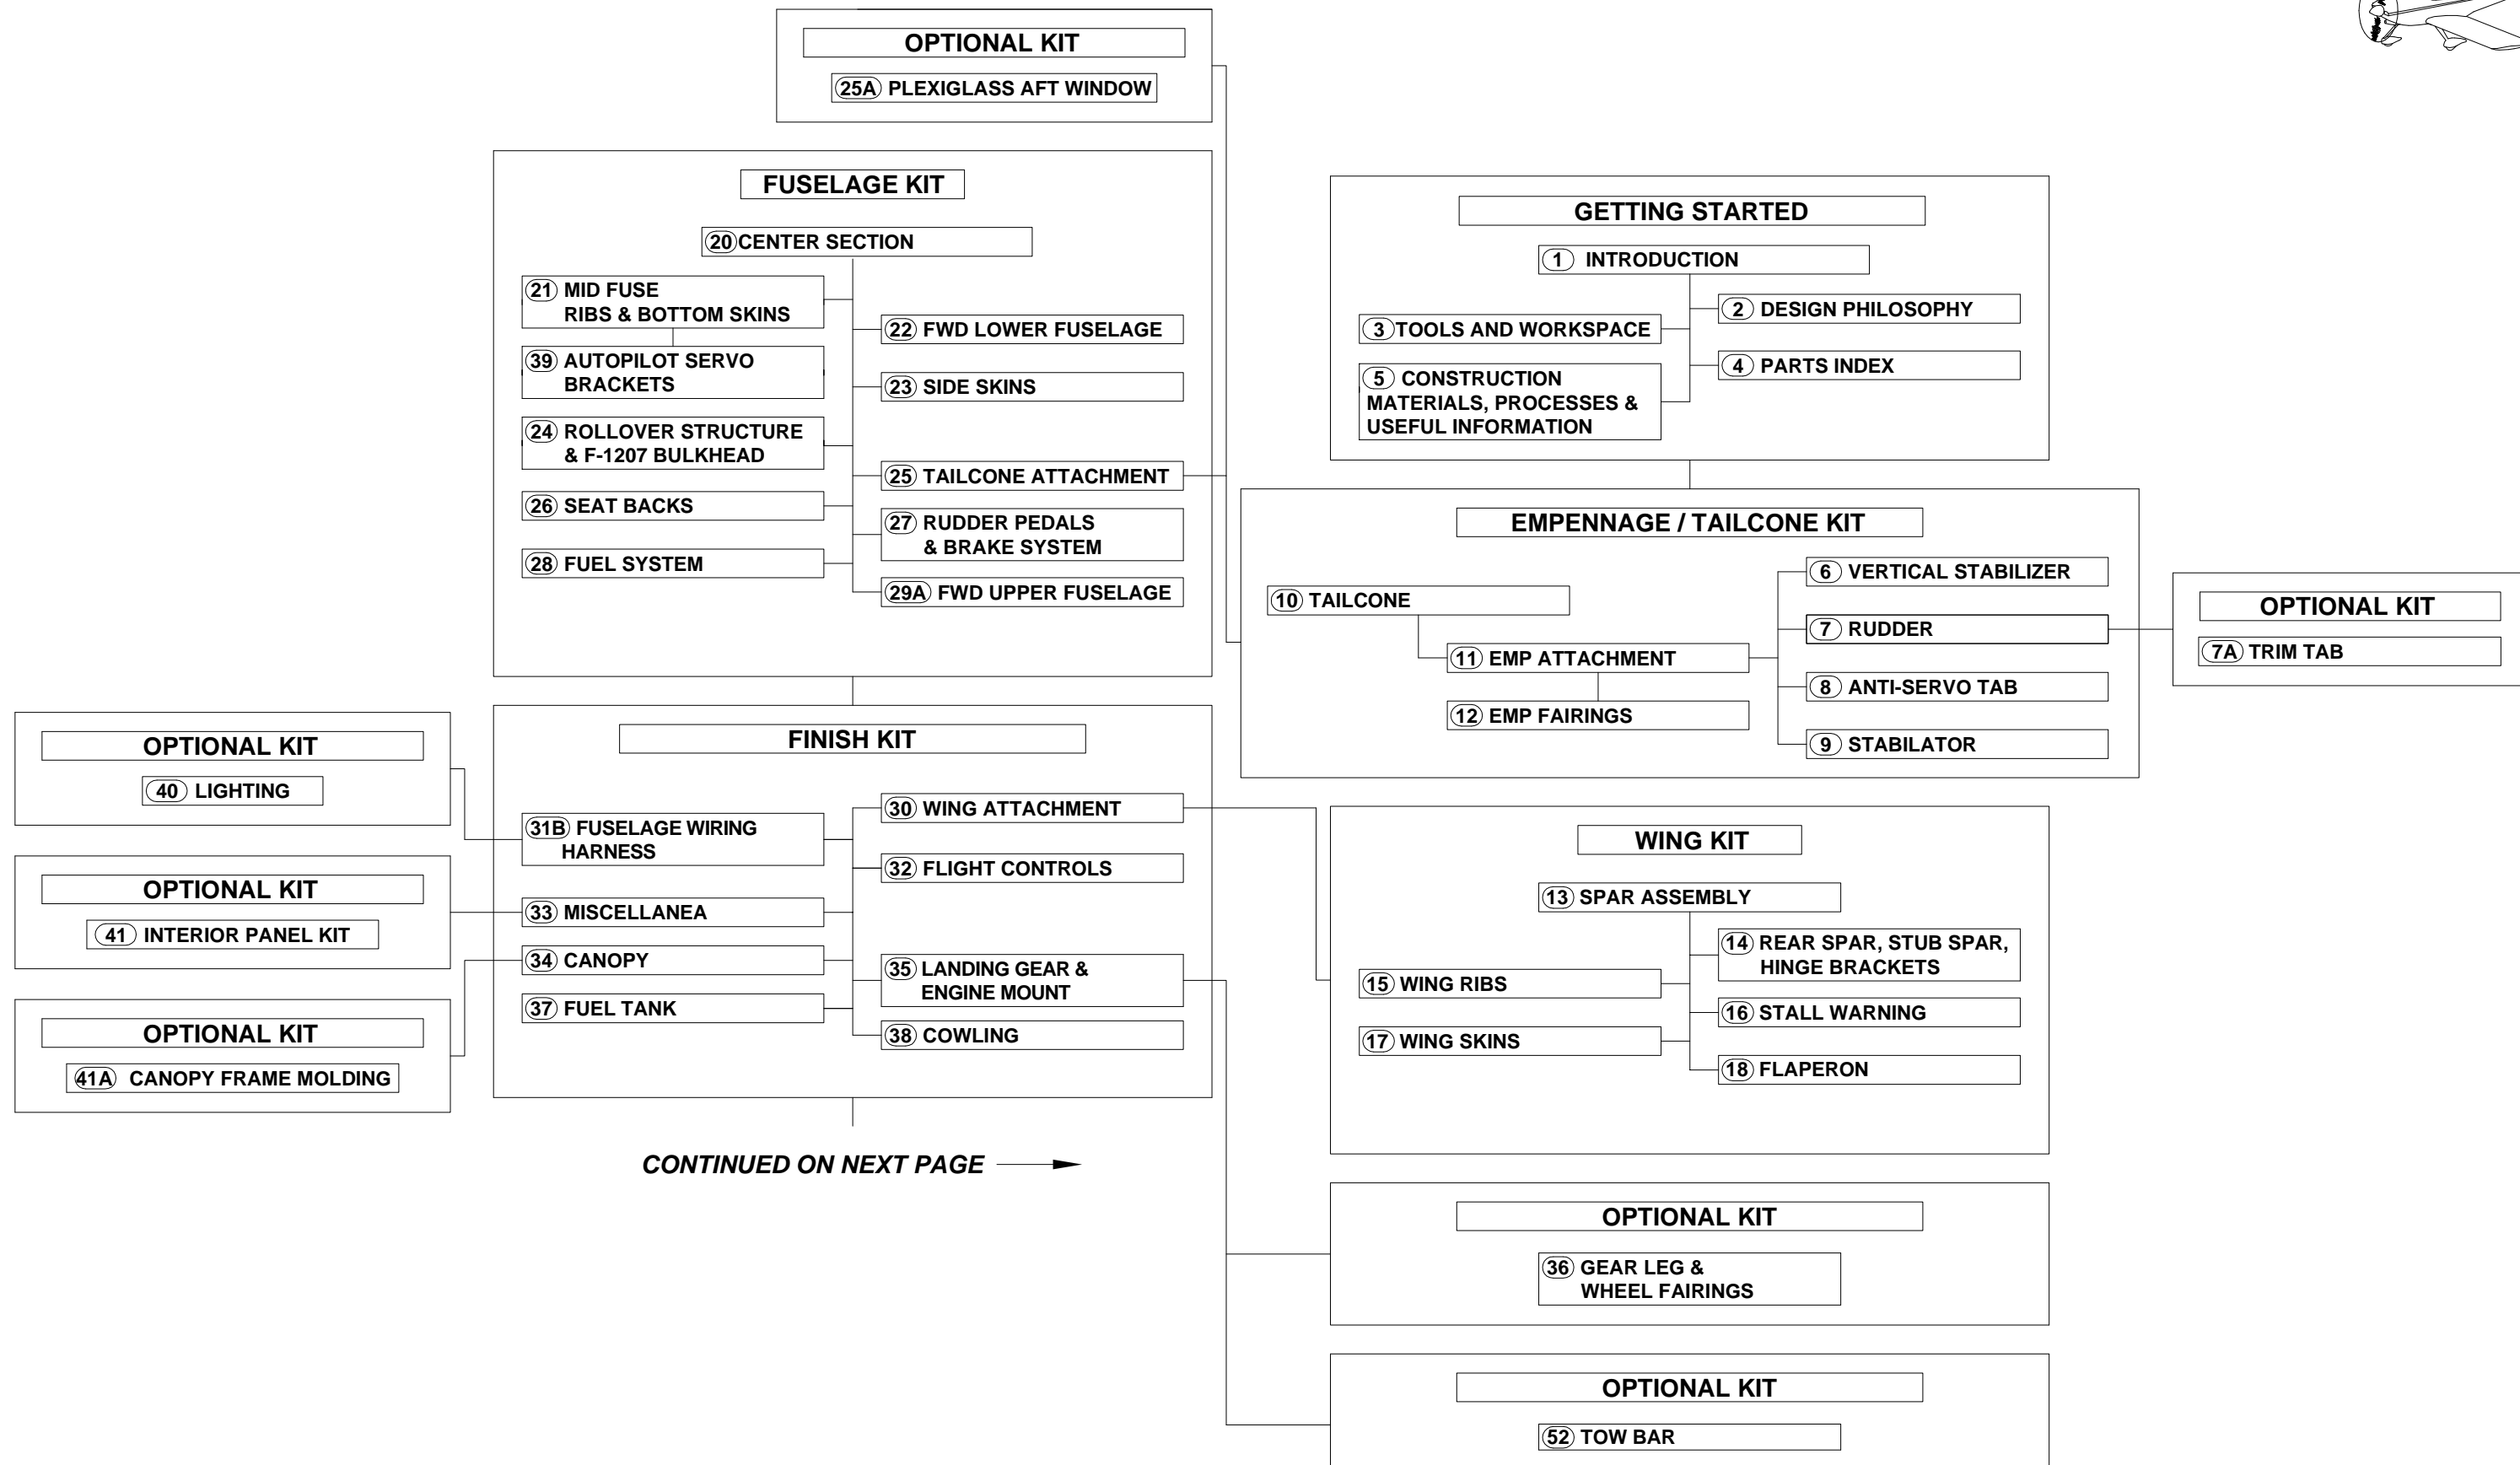 OPTIONAL KIT
25A PLEXIGLASS AFT WINDOW
FUSELAGE KIT
20 CENTER SECTION
21 MID FUSE
RIBS & BOTTOM SKINS
22 FWD LOWER FUSELAGE
39 AUTOPILOT SERVO
BRACKETS
23 SIDE SKINS
24 ROLLOVER STRUCTURE
& F-1207 BULKHEAD
25 TAILCONE ATTACHMENT
26 SEAT BACKS
27 RUDDER PEDALS
& BRAKE SYSTEM
28 FUEL SYSTEM
29A FWD UPPER FUSELAGE
GETTING STARTED
1 INTRODUCTION
2 DESIGN PHILOSOPHY
3 TOOLS AND WORKSPACE
4 PARTS INDEX
5 CONSTRUCTION
MATERIALS, PROCESSES &
USEFUL INFORMATION
EMPENNAGE / TAILCONE KIT
6 VERTICAL STABILIZER
10 TAILCONE
7 RUDDER
11 EMP ATTACHMENT
8 ANTI-SERVO TAB
12 EMP FAIRINGS
9 STABILATOR
OPTIONAL KIT
7A TRIM TAB
OPTIONAL KIT
40 LIGHTING
OPTIONAL KIT
41 INTERIOR PANEL KIT
OPTIONAL KIT
41A CANOPY FRAME MOLDING
FINISH KIT
30 WING ATTACHMENT
31B FUSELAGE WIRING
HARNESS
32 FLIGHT CONTROLS
33 MISCELLANEA
34 CANOPY
35 LANDING GEAR &
ENGINE MOUNT
37 FUEL TANK
38 COWLING
CONTINUED ON NEXT PAGE
WING KIT
13 SPAR ASSEMBLY
14 REAR SPAR, STUB SPAR,
HINGE BRACKETS
15 WING RIBS
16 STALL WARNING
17 WING SKINS
18 FLAPERON
OPTIONAL KIT
36 GEAR LEG &
WHEEL FAIRINGS
OPTIONAL KIT
52 TOW BAR